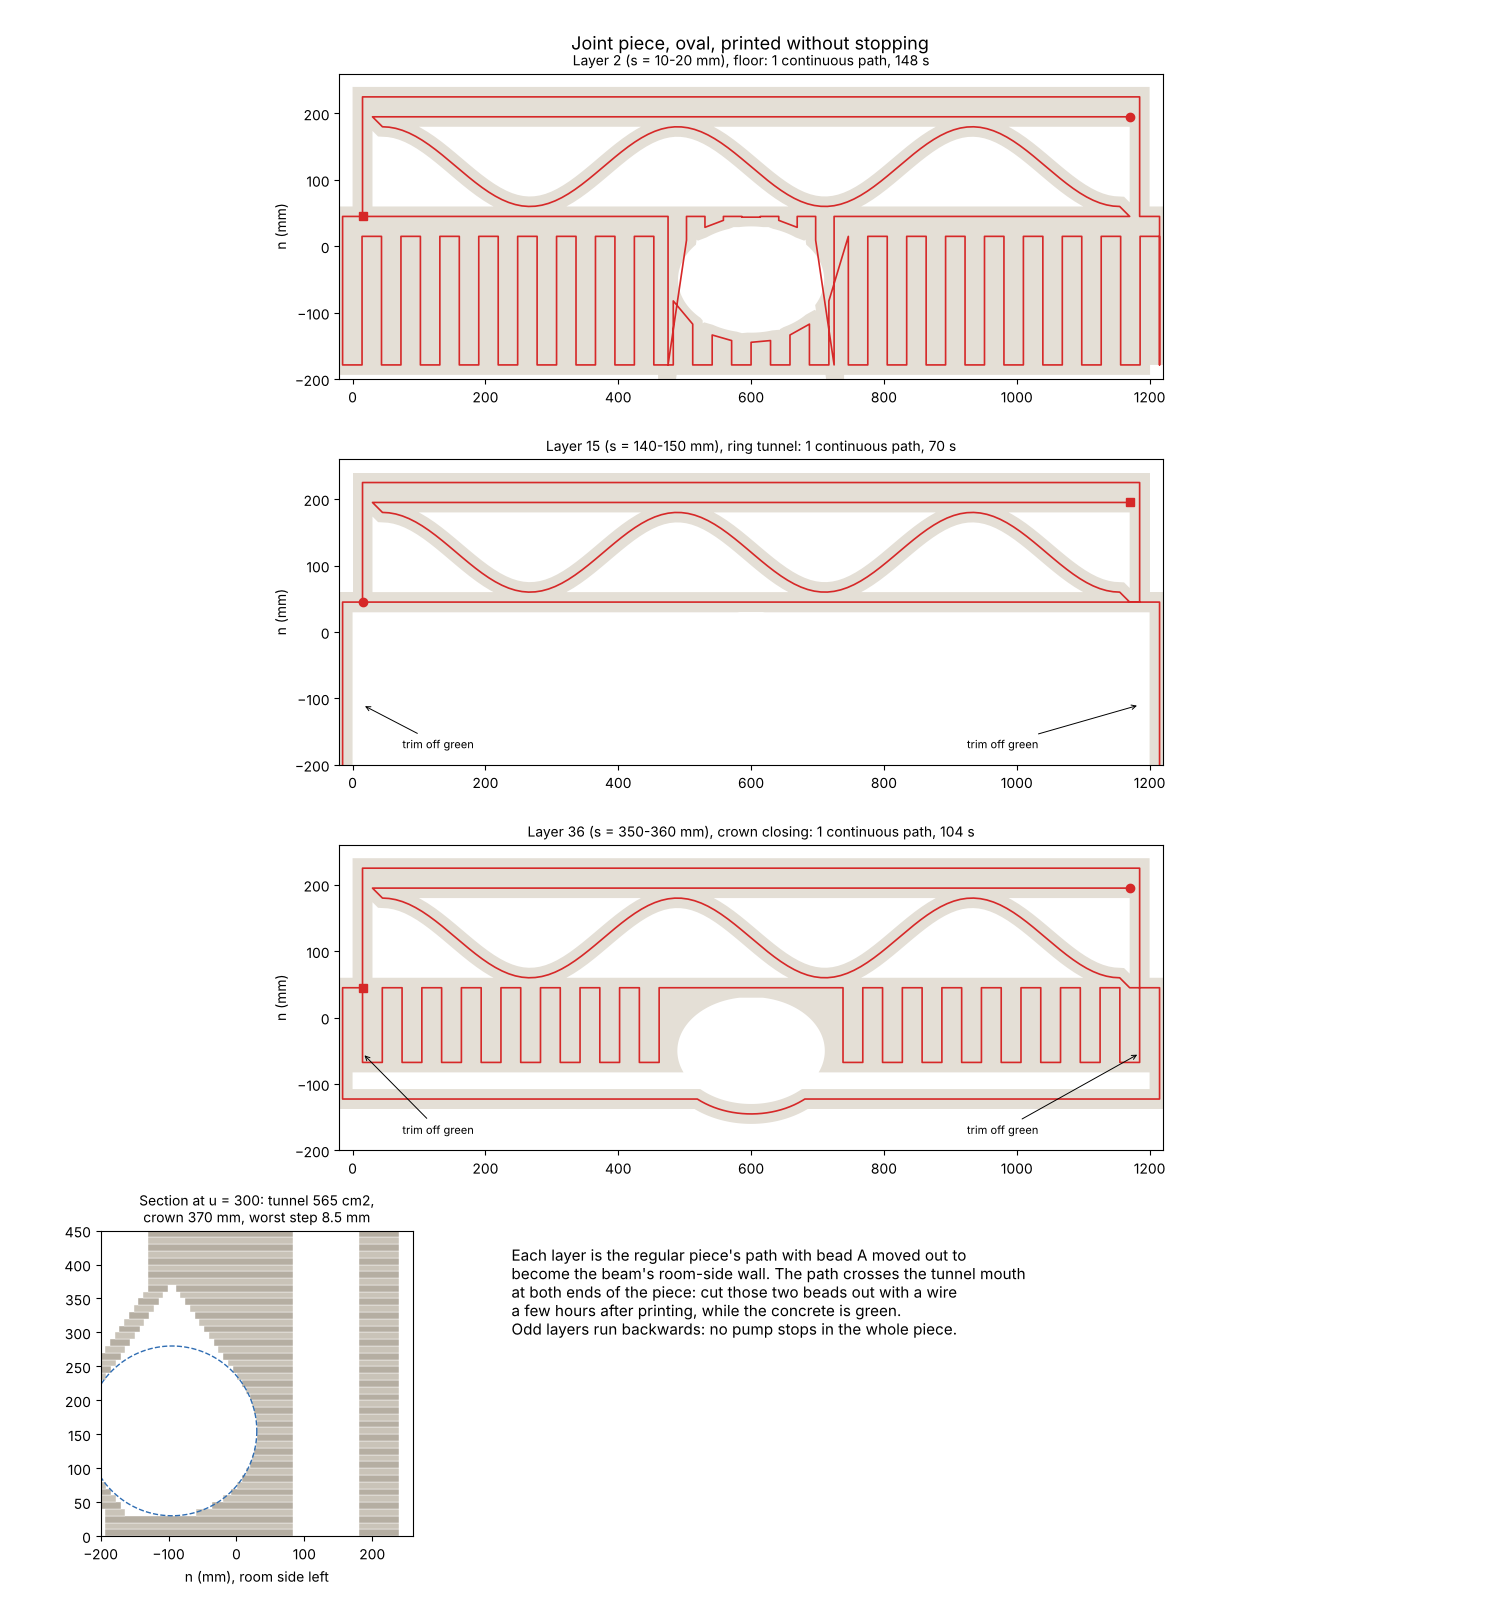 Joint piece, oval, printed without stopping
Layer 2 (s = 10-20 mm), floor: 1 continuous path, 148 s
n (mm)
200
100
0
−100
−200
0 200 400 600 800 1000 1200
Layer 15 (s = 140-150 mm), ring tunnel: 1 continuous path, 70 s
n (mm)
200
100
0
−100
−200
trim off green
trim off green
0 200 400 600 800 1000 1200
Layer 36 (s = 350-360 mm), crown closing: 1 continuous path, 104 s
n (mm)
200
100
0
−100
−200
trim off green
trim off green
0 200 400 600 800 1000 1200
Section at u = 300: tunnel 565 cm2,
crown 370 mm, worst step 8.5 mm
450
400
350
300
250
200
150
100
50
0
−200 −100 0 100 200
n (mm), room side left
Each layer is the regular piece's path with bead A moved out to
become the beam's room-side wall. The path crosses the tunnel mouth
at both ends of the piece: cut those two beads out with a wire
a few hours after printing, while the concrete is green.
Odd layers run backwards: no pump stops in the whole piece.